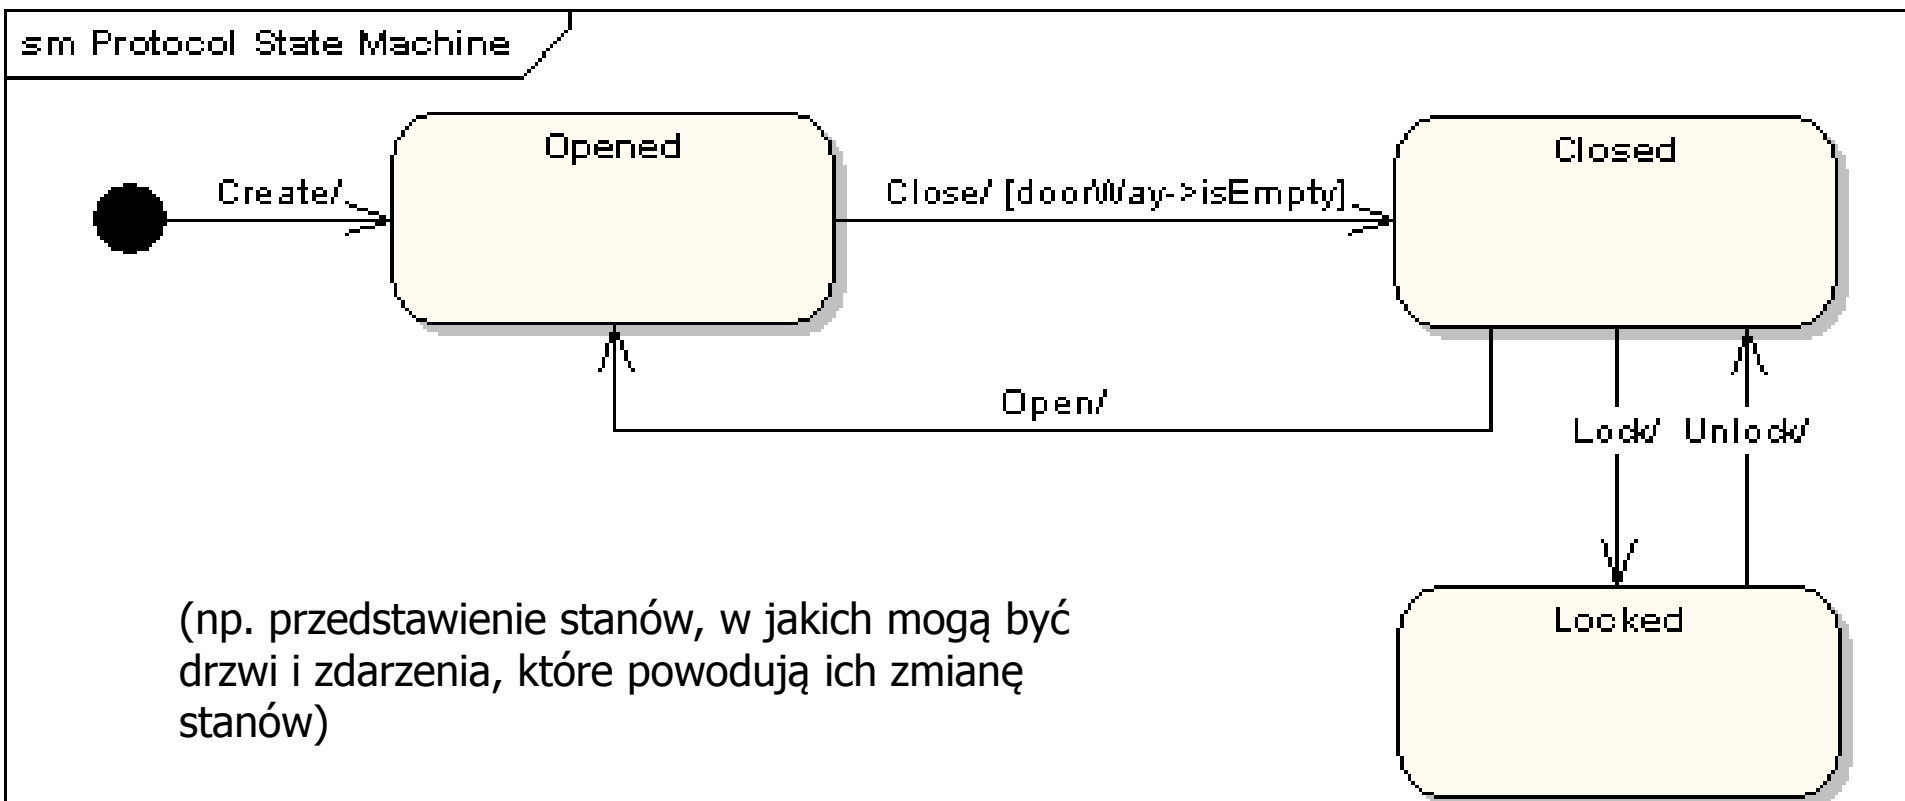 sm Protocol State Machine
Opened
Closed
Create/
Close/ [doorWay->isEmpty]
Open/
Lock/ Unlock/
(np. przedstawienie stanów, w jakich mogą być
drzwi i zdarzenia, które powodują ich zmianę
stanów)
Locked